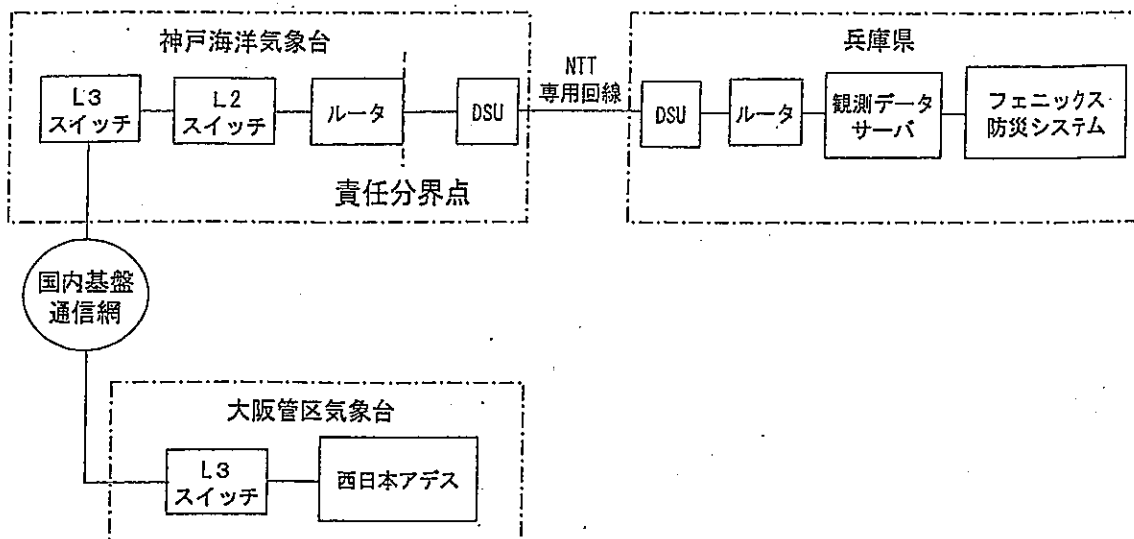 神戸海洋気象台
L3
スイッチ
L2
スイッチ
ルータ
DSU
責任分界点
NTT
専用回線
兵庫県
DSU
ルータ
観測データ
サーバ
フェニックス
防災システム
国内基盤
通信網
大阪管区気象台
L3
スイッチ
西日本アデス